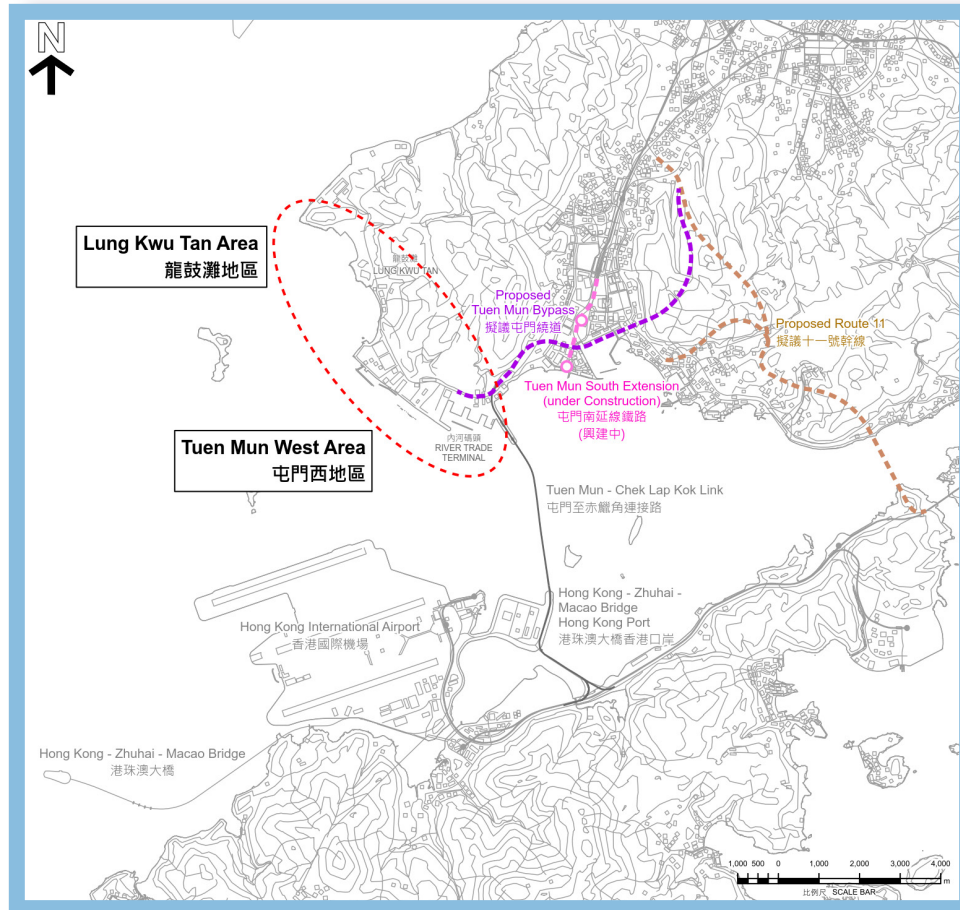 N
Lung Kwu Tan Area
龍鼓灘地區
龍鼓灘
LUNG KWU TAN
Proposed
Tuen Mun Bypass
擬議屯門繞道
Proposed Route 11
擬議十一號幹線
Tuen Mun South Extension
(under Construction)
屯門南延線鐵路
(興建中)
Tuen Mun West Area
屯門西地區
內河碼頭
RIVER TRADE
TERMINAL
Tuen Mun - Chek Lap Kok Link
屯門至赤鱲角連接路
Hong Kong - Zhuhai -
Macao Bridge
Hong Kong Port
港珠澳大橋香港口岸
Hong Kong International Airport
香港國際機場
Hong Kong - Zhuhai - Macao Bridge
港珠澳大橋
1,000 500 0 1,000 2,000 3,000 4,000
m
比例尺 SCALE BAR